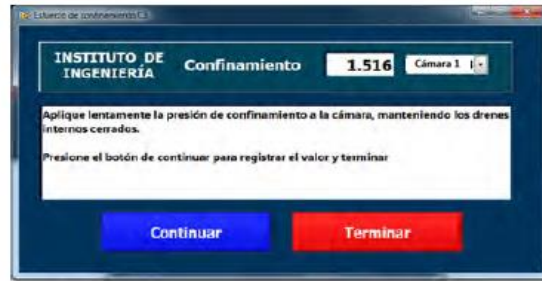 Esfuerzo de confinamiento C3
INSTITUTO DE
INGENIERÍA
Confinamiento
1.516
Cámara 1
Aplique lentamente la presión de confinamiento a la cámara, manteniendo los drenes
internos cerrados.
Presione el botón de continuar para registrar el valor y terminar
Continuar
Terminar